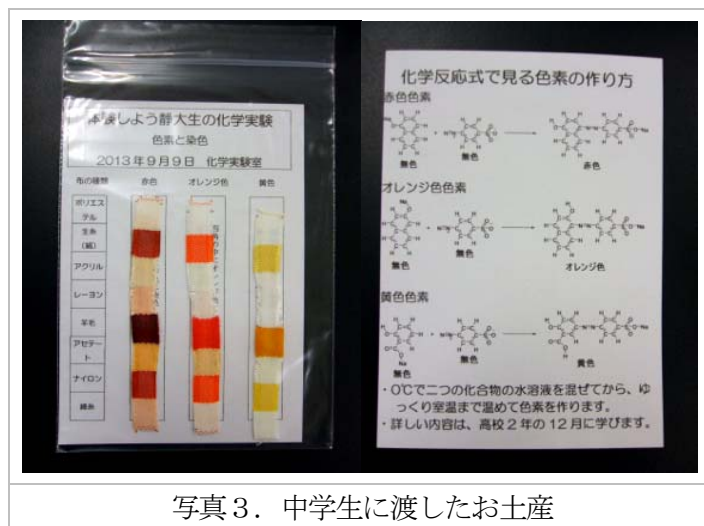 体験しよう静大生の化学実験
色素と染色
2013年9月9日 化学実験室
布の種類 赤色 オレンジ色 黄色
ポリエス
テル
生糸
(絹)
アクリル
レーヨン
羊毛
アセテー
ト
ナイロン
綿糸
化学反応式で見る色素の作り方
赤色色素
無色 + 無色 赤色
オレンジ色色素
無色 + 無色 オレンジ色
黄色色素
無色 + 無色 黄色
・0℃で二つの化合物の水溶液を混ぜてから、ゆ
っくり室温まで温めて色素を作ります。
・詳しい内容は、高校2年の12月に学びます。
写真3．中学生に渡したお土産